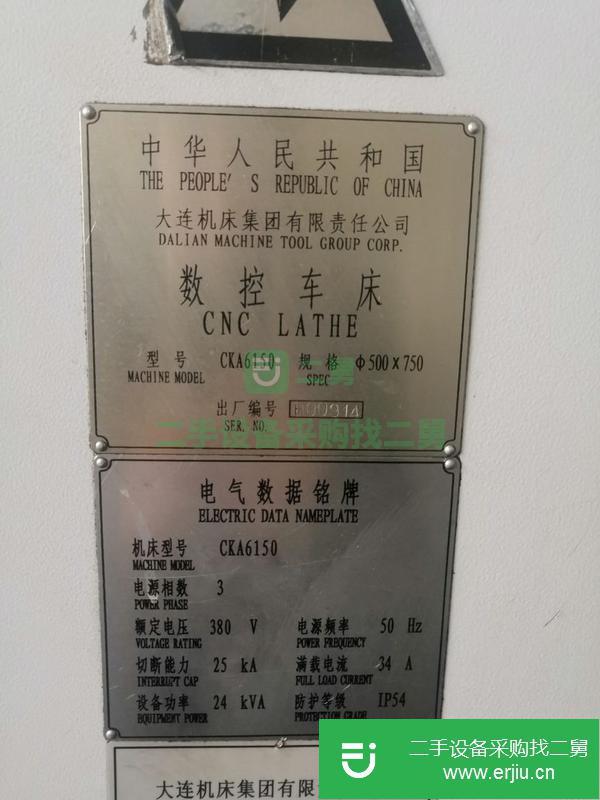 中华人民共和国
THE PEOPLE'S REPUBLIC OF CHINA
大连机床集团有限责任公司
DALIAN MACHINE TOOL GROUP CORP.
数控车床
CNC LATHE
型号 CKA6150 规格 φ500×750
MACHINE MODEL SPEC
二舅
出厂编号
SER. NO.
二手设备采购找二舅
电气数据铭牌
ELECTRIC DATA NAMEPLATE
机床型号 CKA6150
MACHINE MODEL
电源相数 3
POWER PHASE
额定电压 380 V 电源频率 50 Hz
VOLTAGE RATING POWER FREQUENCY
切断能力 25 kA 满载电流 34 A
INTERRUPT CAP FULL LOAD CURRENT
设备功率 24 kVA 防护等级 IP54
EQUIPMENT POWER PROTECTION GRADE
大连机床集团有限
二手设备采购找二舅
www.erjiu.cn